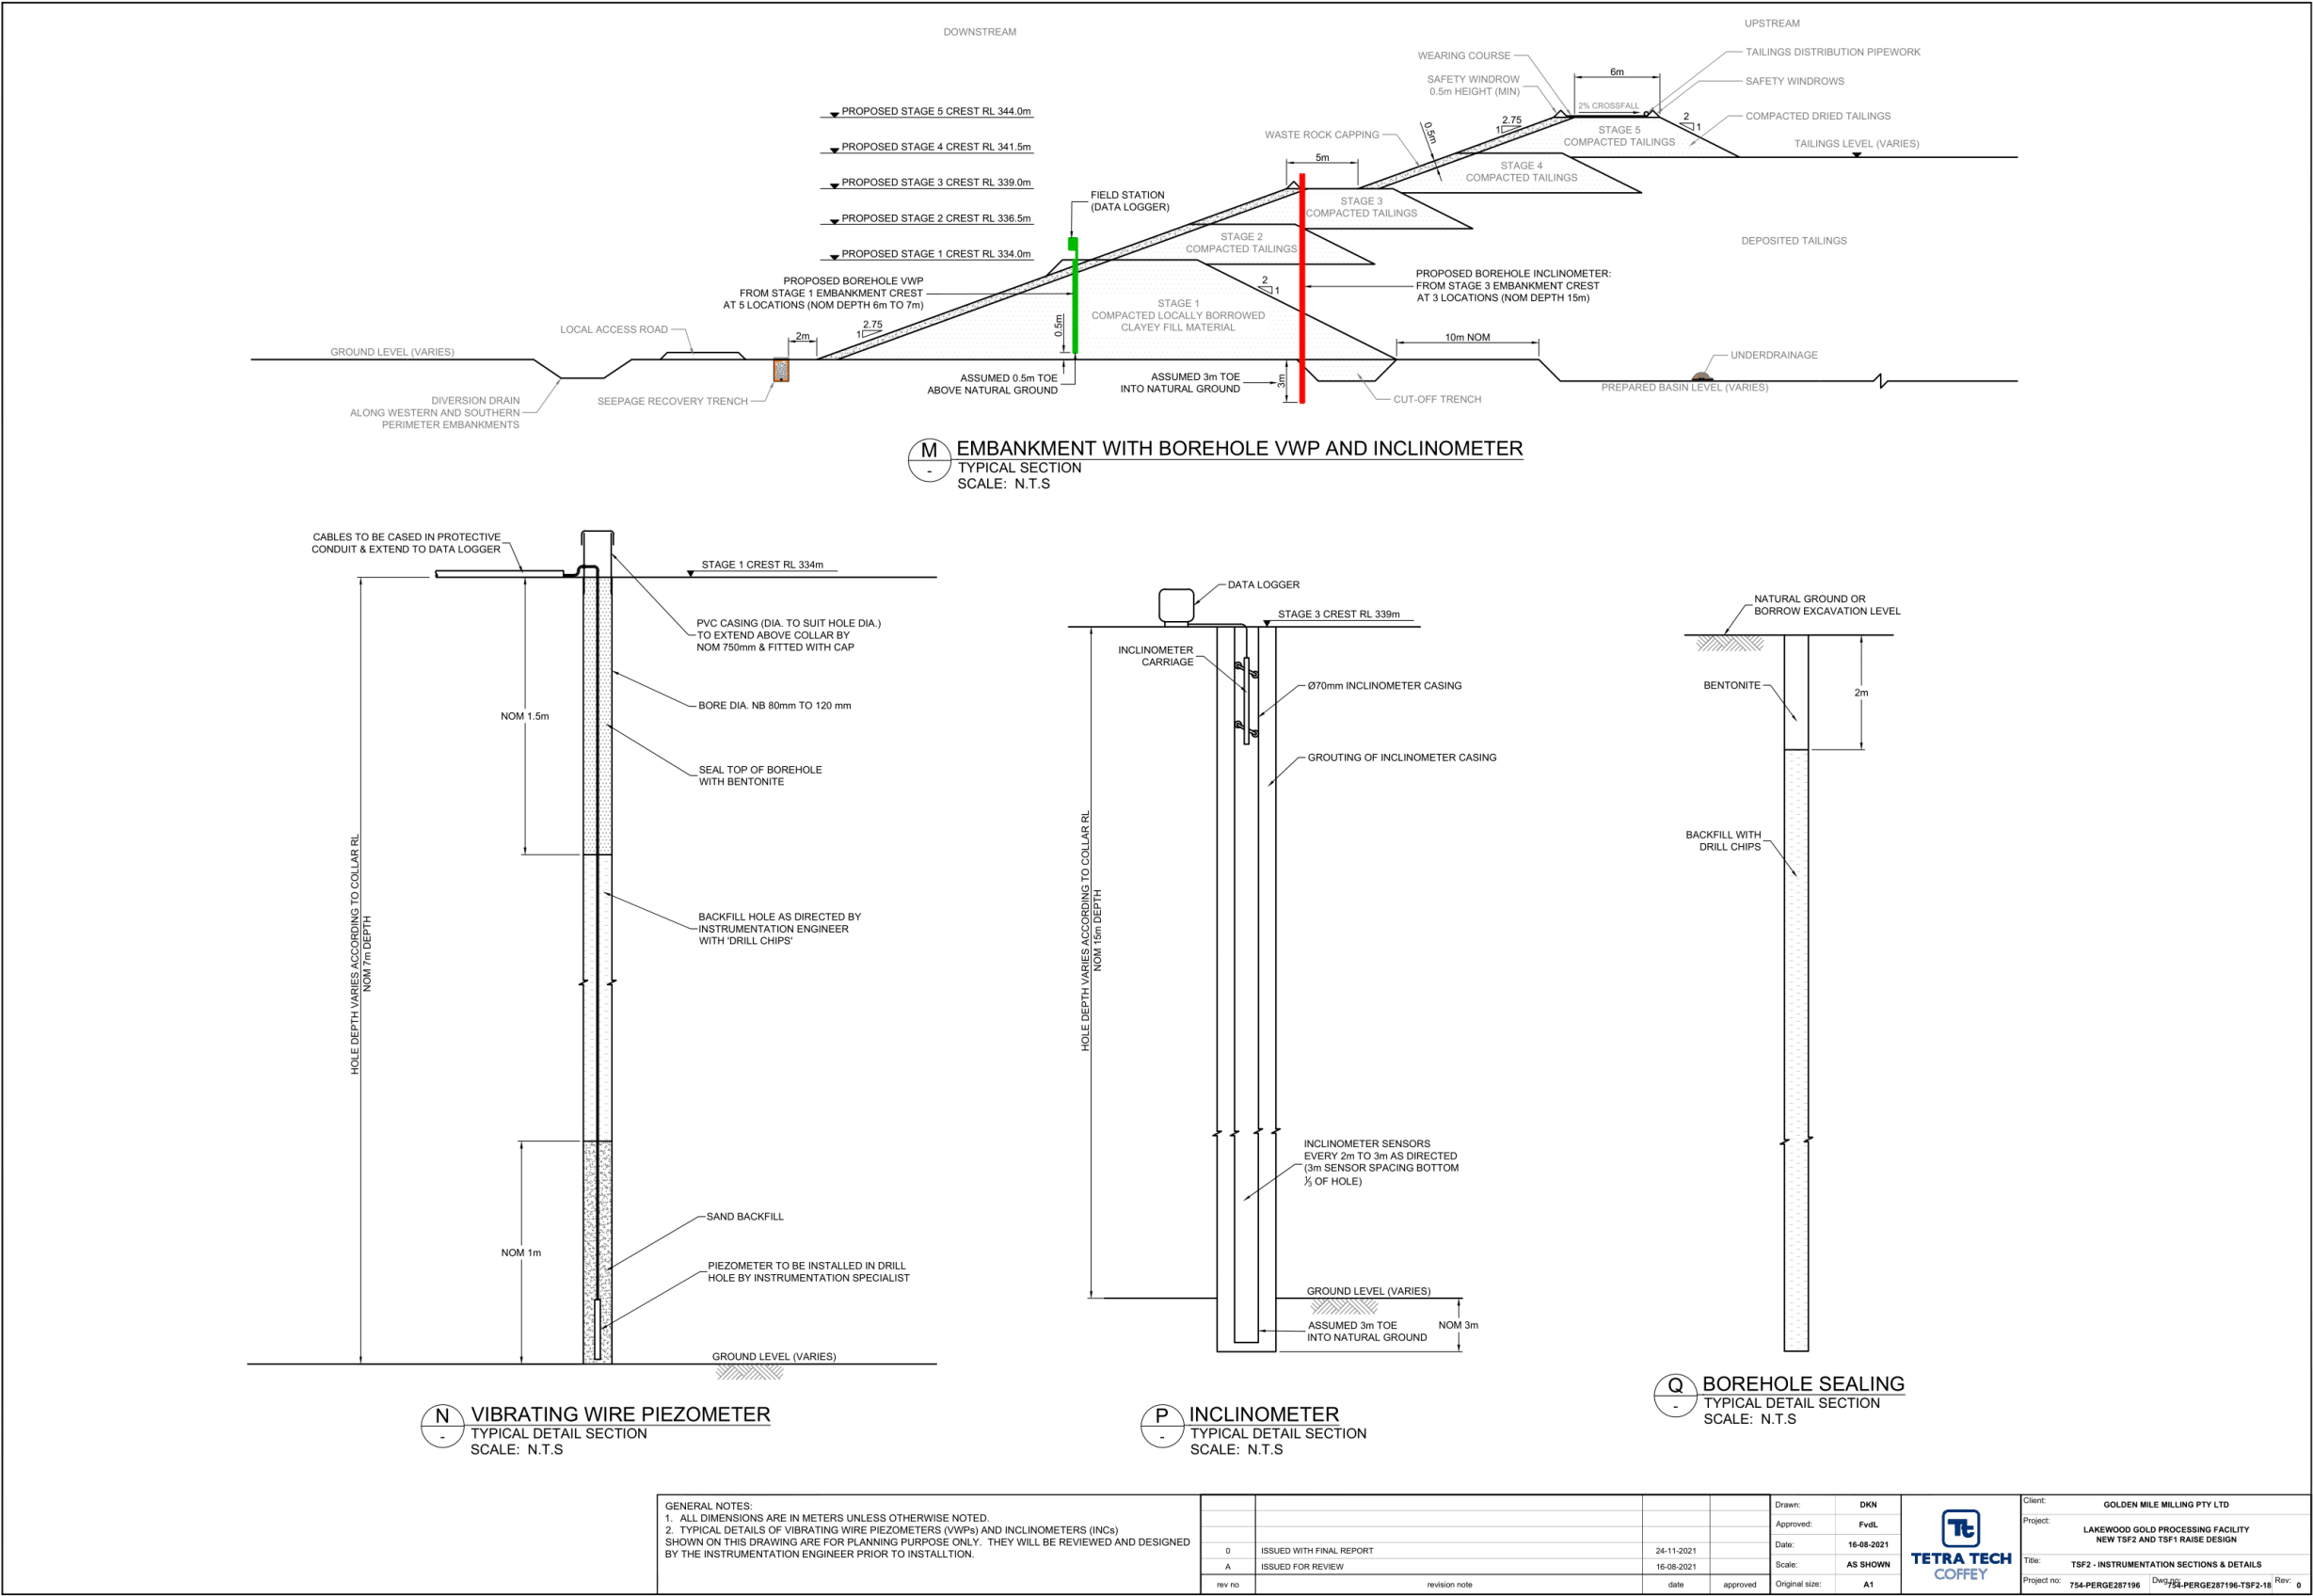 DOWNSTREAM
UPSTREAM
WEARING COURSE
SAFETY WINDROW
0.5m HEIGHT (MIN)
6m
2% CROSSFALL
TAILINGS DISTRIBUTION PIPEWORK
SAFETY WINDROWS
COMPACTED DRIED TAILINGS
TAILINGS LEVEL (VARIES)
2
1
2.75
1
0.5m
STAGE 5
COMPACTED TAILINGS
STAGE 4
COMPACTED TAILINGS
WASTE ROCK CAPPING
5m
STAGE 3
COMPACTED TAILINGS
STAGE 2
COMPACTED TAILINGS
DEPOSITED TAILINGS
PROPOSED STAGE 5 CREST RL 344.0m
PROPOSED STAGE 4 CREST RL 341.5m
PROPOSED STAGE 3 CREST RL 339.0m
PROPOSED STAGE 2 CREST RL 336.5m
PROPOSED STAGE 1 CREST RL 334.0m
FIELD STATION
(DATA LOGGER)
PROPOSED BOREHOLE VWP
FROM STAGE 1 EMBANKMENT CREST
AT 5 LOCATIONS (NOM DEPTH 6m TO 7m)
PROPOSED BOREHOLE INCLINOMETER:
FROM STAGE 3 EMBANKMENT CREST
AT 3 LOCATIONS (NOM DEPTH 15m)
2
1
STAGE 1
COMPACTED LOCALLY BORROWED
CLAYEY FILL MATERIAL
0.5m
2.75
1
2m
LOCAL ACCESS ROAD
GROUND LEVEL (VARIES)
10m NOM
UNDERDRAINAGE
PREPARED BASIN LEVEL (VARIES)
ASSUMED 0.5m TOE
ABOVE NATURAL GROUND
ASSUMED 3m TOE
INTO NATURAL GROUND
3m
CUT-OFF TRENCH
SEEPAGE RECOVERY TRENCH
DIVERSION DRAIN
ALONG WESTERN AND SOUTHERN
PERIMETER EMBANKMENTS
M
-
EMBANKMENT WITH BOREHOLE VWP AND INCLINOMETER
TYPICAL SECTION
SCALE: N.T.S
CABLES TO BE CASED IN PROTECTIVE
CONDUIT & EXTEND TO DATA LOGGER
STAGE 1 CREST RL 334m
PVC CASING (DIA. TO SUIT HOLE DIA.)
TO EXTEND ABOVE COLLAR BY
NOM 750mm & FITTED WITH CAP
BORE DIA. NB 80mm TO 120 mm
NOM 1.5m
SEAL TOP OF BOREHOLE
WITH BENTONITE
HOLE DEPTH VARIES ACCORDING TO COLLAR RL
NOM 7m DEPTH
BACKFILL HOLE AS DIRECTED BY
INSTRUMENTATION ENGINEER
WITH 'DRILL CHIPS'
SAND BACKFILL
NOM 1m
PIEZOMETER TO BE INSTALLED IN DRILL
HOLE BY INSTRUMENTATION SPECIALIST
GROUND LEVEL (VARIES)
N
-
VIBRATING WIRE PIEZOMETER
TYPICAL DETAIL SECTION
SCALE: N.T.S
DATA LOGGER
STAGE 3 CREST RL 339m
INCLINOMETER
CARRIAGE
Ø70mm INCLINOMETER CASING
GROUTING OF INCLINOMETER CASING
HOLE DEPTH VARIES ACCORDING TO COLLAR RL
NOM 15m DEPTH
INCLINOMETER SENSORS
EVERY 2m TO 3m AS DIRECTED
(3m SENSOR SPACING BOTTOM
⅓ OF HOLE)
GROUND LEVEL (VARIES)
ASSUMED 3m TOE
INTO NATURAL GROUND
NOM 3m
P
-
INCLINOMETER
TYPICAL DETAIL SECTION
SCALE: N.T.S
NATURAL GROUND OR
BORROW EXCAVATION LEVEL
BENTONITE
2m
BACKFILL WITH
DRILL CHIPS
Q
-
BOREHOLE SEALING
TYPICAL DETAIL SECTION
SCALE: N.T.S
GENERAL NOTES:
1. ALL DIMENSIONS ARE IN METERS UNLESS OTHERWISE NOTED.
2. TYPICAL DETAILS OF VIBRATING WIRE PIEZOMETERS (VWPs) AND INCLINOMETERS (INCs)
SHOWN ON THIS DRAWING ARE FOR PLANNING PURPOSE ONLY. THEY WILL BE REVIEWED AND DESIGNED
BY THE INSTRUMENTATION ENGINEER PRIOR TO INSTALLTION.
0 ISSUED WITH FINAL REPORT 24-11-2021
A ISSUED FOR REVIEW 16-08-2021
rev no revision note date approved
Drawn: DKN
Approved: FvdL
Date: 16-08-2021
Scale: AS SHOWN
Original size: A1
Tt
TETRA TECH
COFFEY
Client: GOLDEN MILE MILLING PTY LTD
Project: LAKEWOOD GOLD PROCESSING FACILITY
NEW TSF2 AND TSF1 RAISE DESIGN
Title: TSF2 - INSTRUMENTATION SECTIONS & DETAILS
Project no: 754-PERGE287196 Dwg no: 754-PERGE287196-TSF2-18 Rev: 0